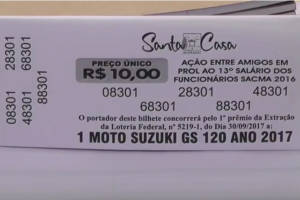 Santa Casa
PREÇO ÚNICO
R$ 10,00
AÇÃO ENTRE AMIGOS EM
PROL AO 13º SALÁRIO DOS
FUNCIONÁRIOS SACMA 2016
08301 28301 48301
68301 88301
28301
68301
08301
48301
88301
O portador deste bilhete concorrerá pelo 1º prêmio da Extração
da Loteria Federal, nº 5219-1, do Dia 30/09/2017 a:
1 MOTO SUZUKI GS 120 ANO 2017